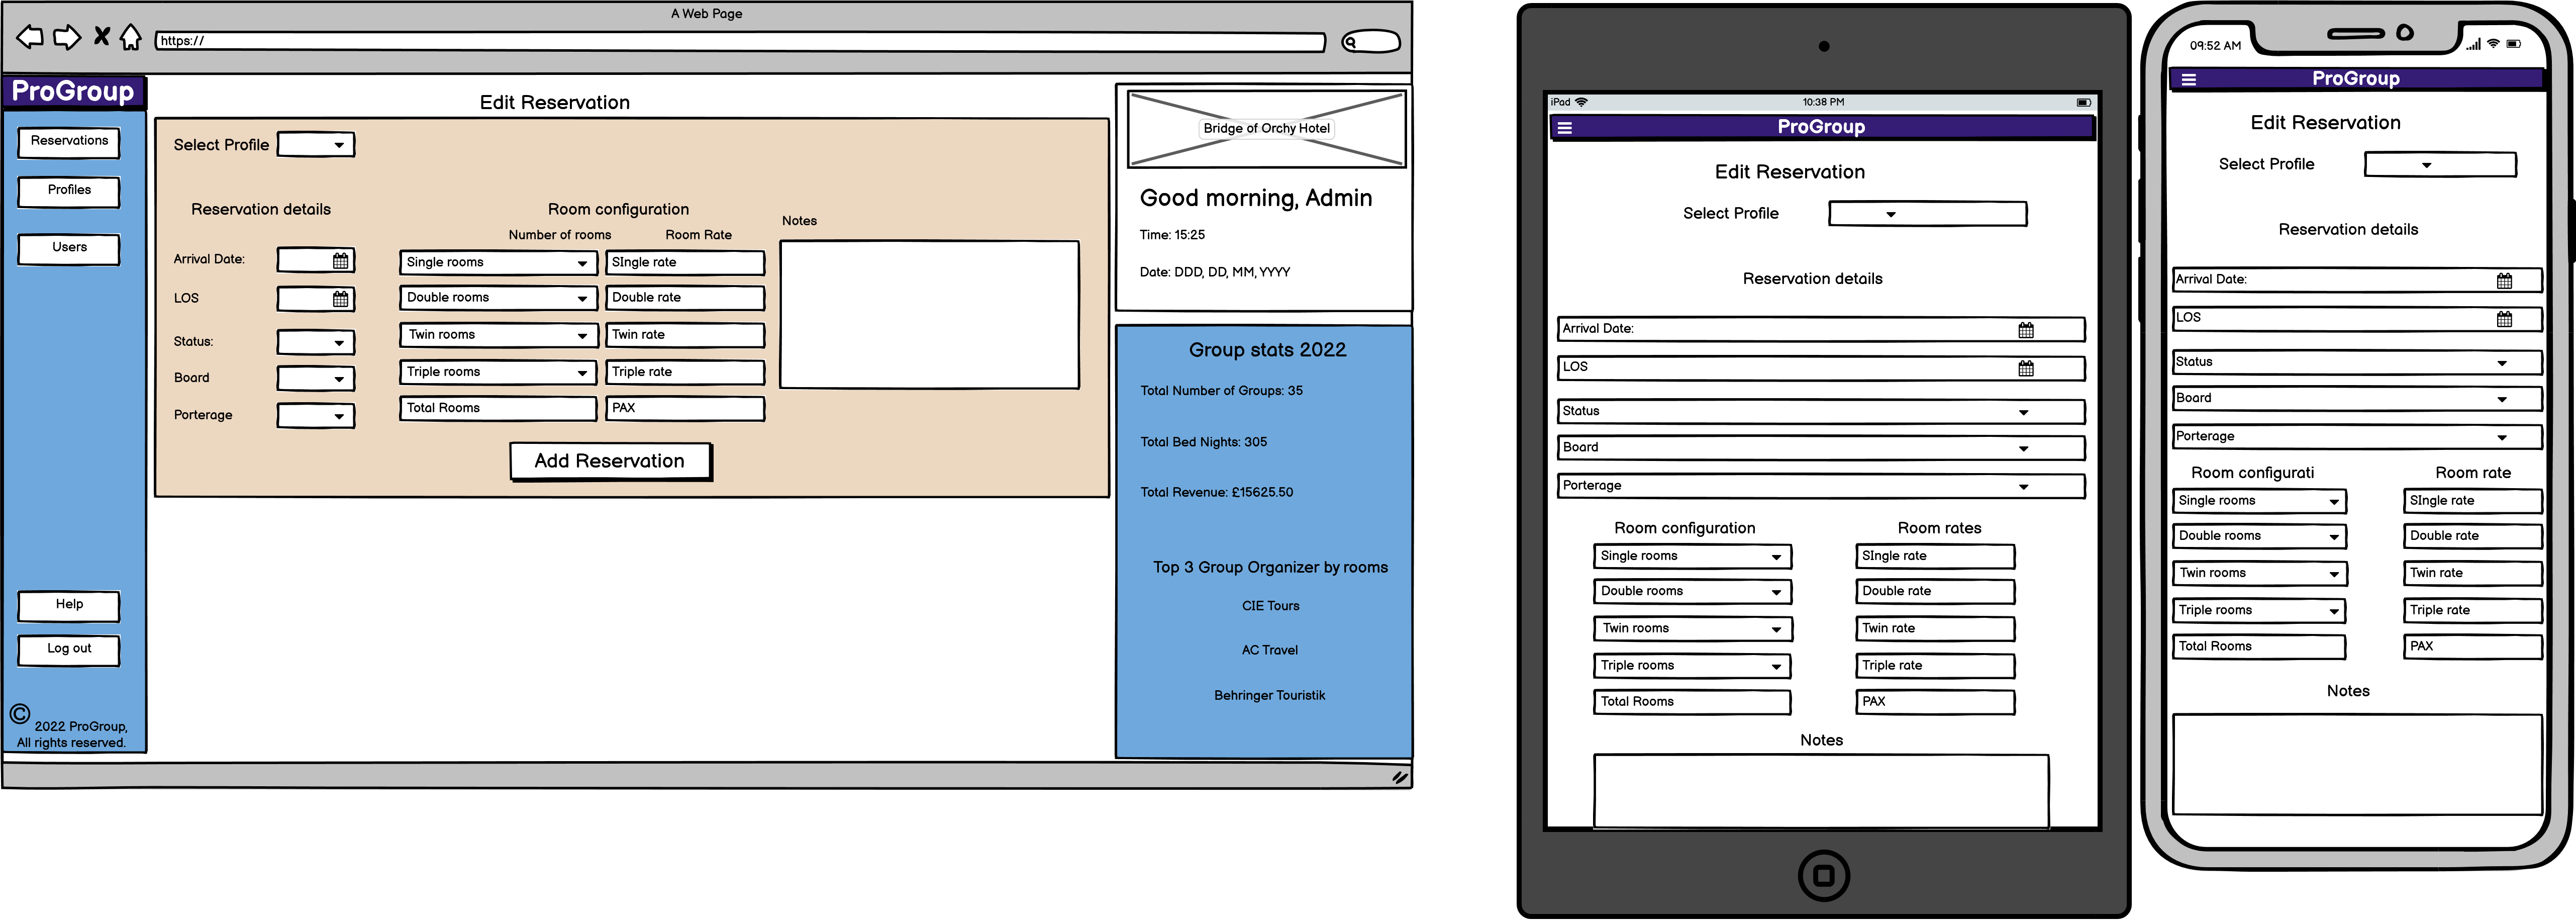 A Web Page
https://
ProGroup
Reservations
Profiles
Users
Help
Log out
© 2022 ProGroup,
All rights reserved.
Edit Reservation
Select Profile
Reservation details
Arrival Date:
LOS
Status:
Board
Porterage
Room configuration
Number of rooms Room Rate
Single rooms SIngle rate
Double rooms Double rate
Twin rooms Twin rate
Triple rooms Triple rate
Total Rooms PAX
Notes
Add Reservation
Bridge of Orchy Hotel
Good morning, Admin
Time: 15:25
Date: DDD, DD, MM, YYYY
Group stats 2022
Total Number of Groups: 35
Total Bed Nights: 305
Total Revenue: £15625.50
Top 3 Group Organizer by rooms
CIE Tours
AC Travel
Behringer Touristik
iPad 10:38 PM
ProGroup
Edit Reservation
Select Profile
Reservation details
Arrival Date:
LOS
Status
Board
Porterage
Room configuration Room rates
Single rooms SIngle rate
Double rooms Double rate
Twin rooms Twin rate
Triple rooms Triple rate
Total Rooms PAX
Notes
09:52 AM
ProGroup
Edit Reservation
Select Profile
Reservation details
Arrival Date:
LOS
Status
Board
Porterage
Room configurati Room rate
Single rooms SIngle rate
Double rooms Double rate
Twin rooms Twin rate
Triple rooms Triple rate
Total Rooms PAX
Notes